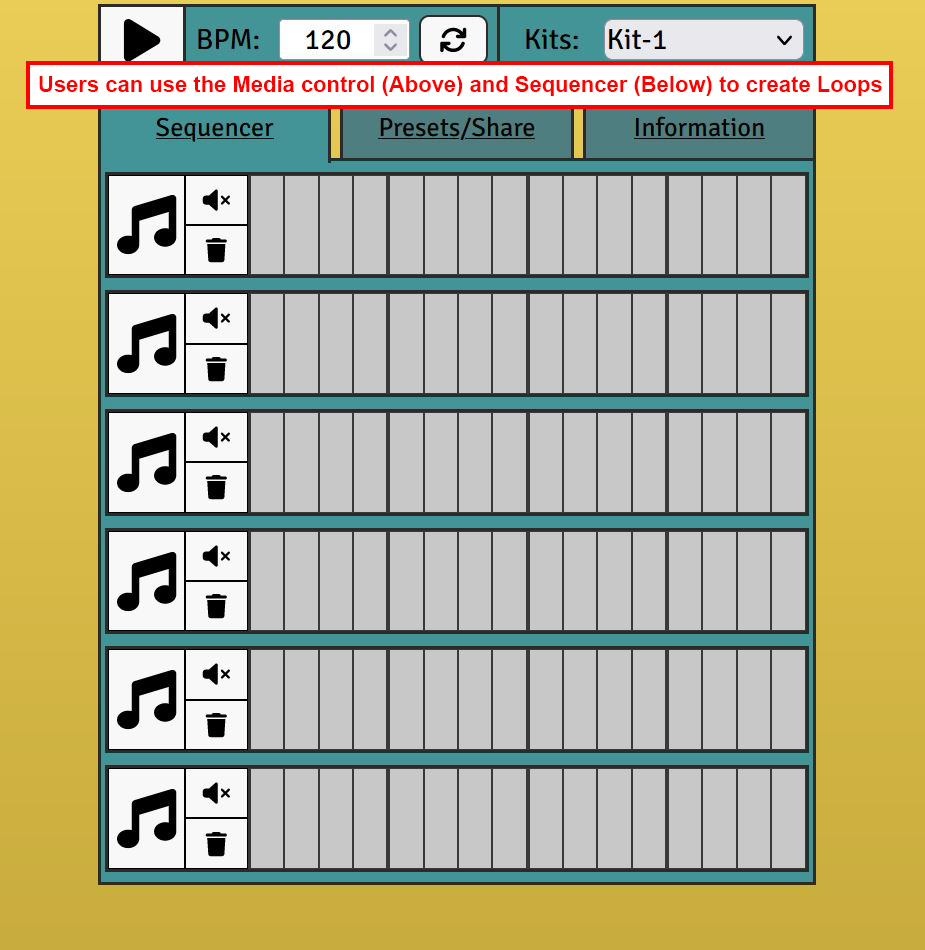 BPM: 120 Kits: Kit-1
Users can use the Media control (Above) and Sequencer (Below) to create Loops
Sequencer Presets/Share Information